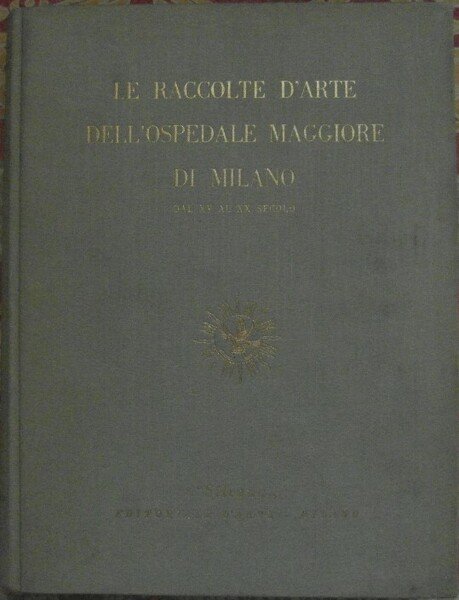 LE RACCOLTE D'ARTE
DELL'OSPEDALE MAGGIORE
DI MILANO
DAL XV AL XX SECOLO